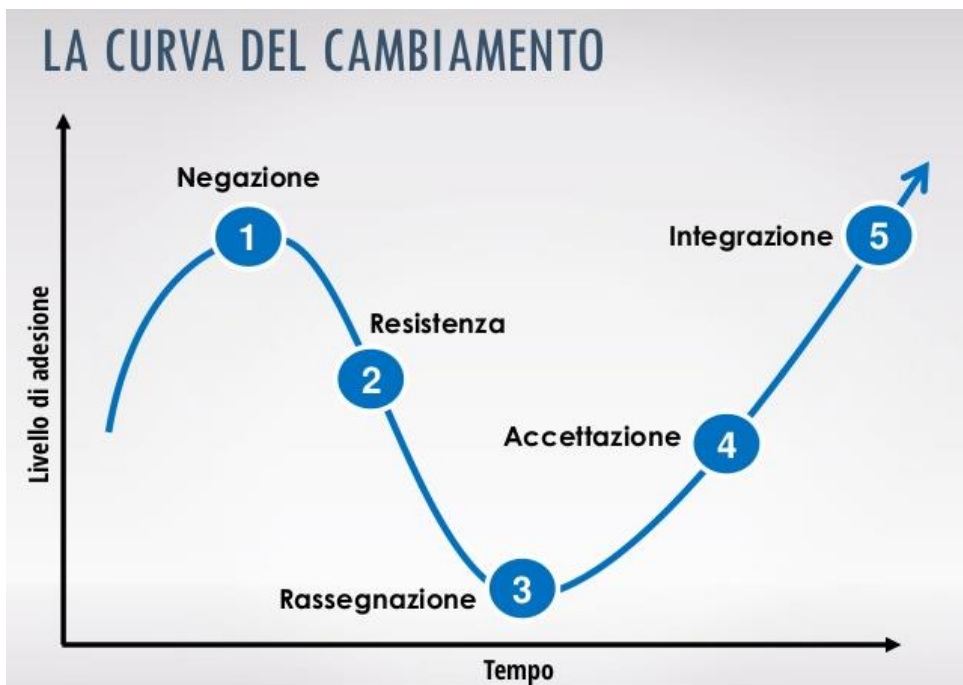 LA CURVA DEL CAMBIAMENTO
Negazione
1
Integrazione
5
Resistenza
2
Accettazione
4
Rassegnazione
3
Livello di adesione
Tempo